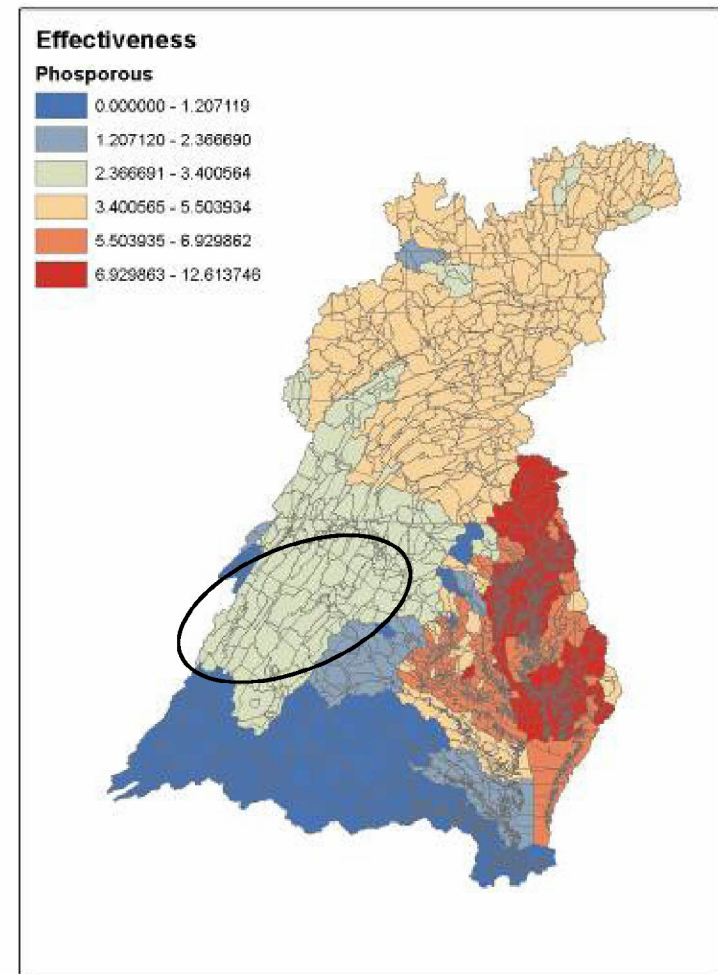 Effectiveness
Phosporous
0.000000 - 1.207119
1.207120 - 2.366690
2.366691 - 3.400564
3.400565 - 5.503934
5.503935 - 6.929862
6.929863 - 12.613746